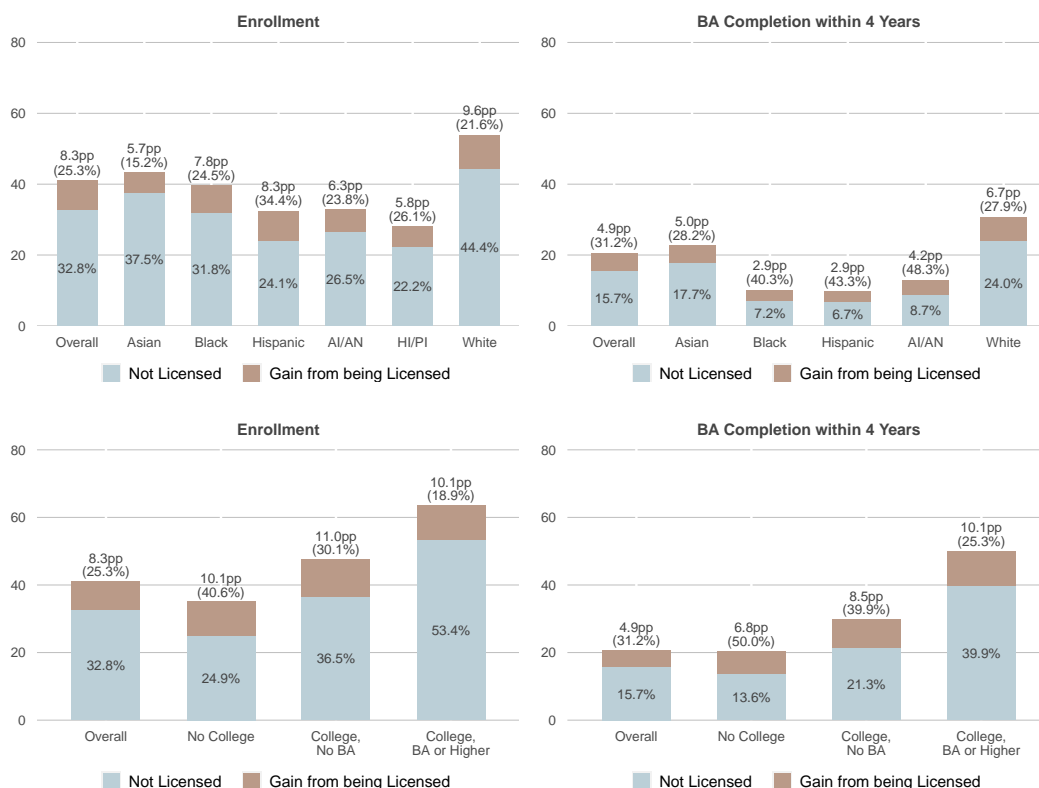 Enrollment
80
60
40
20
0
8.3pp
(25.3%)
5.7pp
(15.2%)
7.8pp
(24.5%)
8.3pp
(34.4%)
6.3pp
(23.8%)
5.8pp
(26.1%)
9.6pp
(21.6%)
32.8%
37.5%
31.8%
24.1%
26.5%
22.2%
44.4%
Overall Asian Black Hispanic AI/AN HI/PI White
Not Licensed Gain from being Licensed
BA Completion within 4 Years
80
60
40
20
0
4.9pp
(31.2%)
5.0pp
(28.2%)
2.9pp
(40.3%)
2.9pp
(43.3%)
4.2pp
(48.3%)
6.7pp
(27.9%)
15.7%
17.7%
7.2%
6.7%
8.7%
24.0%
Overall Asian Black Hispanic AI/AN White
Not Licensed Gain from being Licensed
Enrollment
80
60
40
20
0
8.3pp
(25.3%)
10.1pp
(40.6%)
11.0pp
(30.1%)
10.1pp
(18.9%)
32.8%
24.9%
36.5%
53.4%
Overall
No College
College,
No BA
College,
BA or Higher
Not Licensed Gain from being Licensed
BA Completion within 4 Years
80
60
40
20
0
4.9pp
(31.2%)
6.8pp
(50.0%)
8.5pp
(39.9%)
10.1pp
(25.3%)
15.7%
13.6%
21.3%
39.9%
Overall
No College
College,
No BA
College,
BA or Higher
Not Licensed Gain from being Licensed